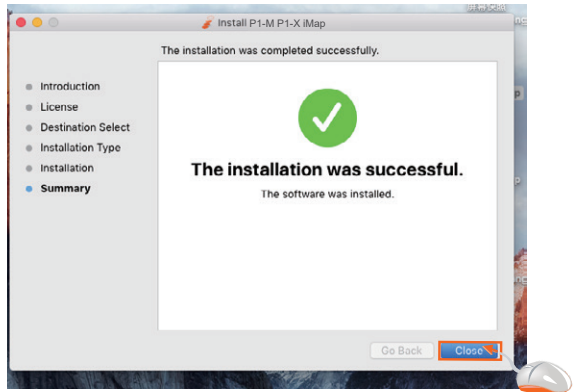 Install P1-M P1-X iMap
The installation was completed successfully.
Introduction
License
Destination Select
Installation Type
Installation
Summary
The installation was successful.
The software was installed.
Go Back
Close